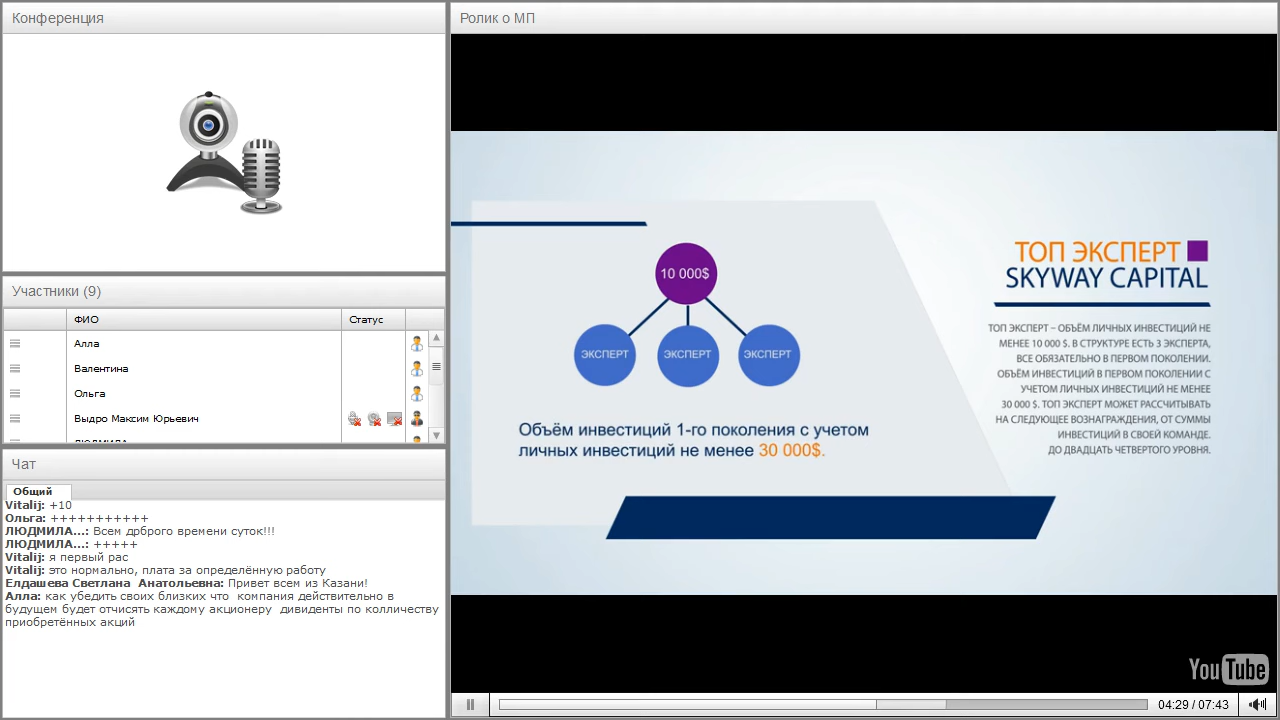 Конференция
Участники (9)
ФИО
Статус
Алла
Валентина
Ольга
Выдро Максим Юрьевич
ЛЮДМИЛА
Чат
Общий
Vitalij: +10
Ольга: +++++++++++
ЛЮДМИЛА...: Всем дрброго времени суток!!!
ЛЮДМИЛА...: +++++
Vitalij: я первый рас
Vitalij: это нормально, плата за определённую работу
Елдашева Светлана Анатольевна: Привет всем из Казани!
Алла: как убедить своих близких что компания действительно в
будущем будет отчисять каждому акционеру дивиденты по колличеству
приобретённых акций
Ролик о МП
10 000$
ЭКСПЕРТ
ЭКСПЕРТ
ЭКСПЕРТ
Объём инвестиций 1-го поколения с учетом
личных инвестиций не менее 30 000$.
ТОП ЭКСПЕРТ
SKYWAY CAPITAL
ТОП ЭКСПЕРТ – ОБЪЁМ ЛИЧНЫХ ИНВЕСТИЦИЙ НЕ
МЕНЕЕ 10 000 $. В СТРУКТУРЕ ЕСТЬ 3 ЭКСПЕРТА,
ВСЕ ОБЯЗАТЕЛЬНО В ПЕРВОМ ПОКОЛЕНИИ.
ОБЪЁМ ИНВЕСТИЦИЙ В ПЕРВОМ ПОКОЛЕНИИ С
УЧЕТОМ ЛИЧНЫХ ИНВЕСТИЦИЙ НЕ МЕНЕЕ
30 000 $. ТОП ЭКСПЕРТ МОЖЕТ РАССЧИТЫВАТЬ
НА СЛЕДУЮЩЕЕ ВОЗНАГРАЖДЕНИЯ, ОТ СУММЫ
ИНВЕСТИЦИЙ В СВОЕЙ КОМАНДЕ.
ДО ДВАДЦАТЬ ЧЕТВЕРТОГО УРОВНЯ.
YouTube
04:29 / 07:43